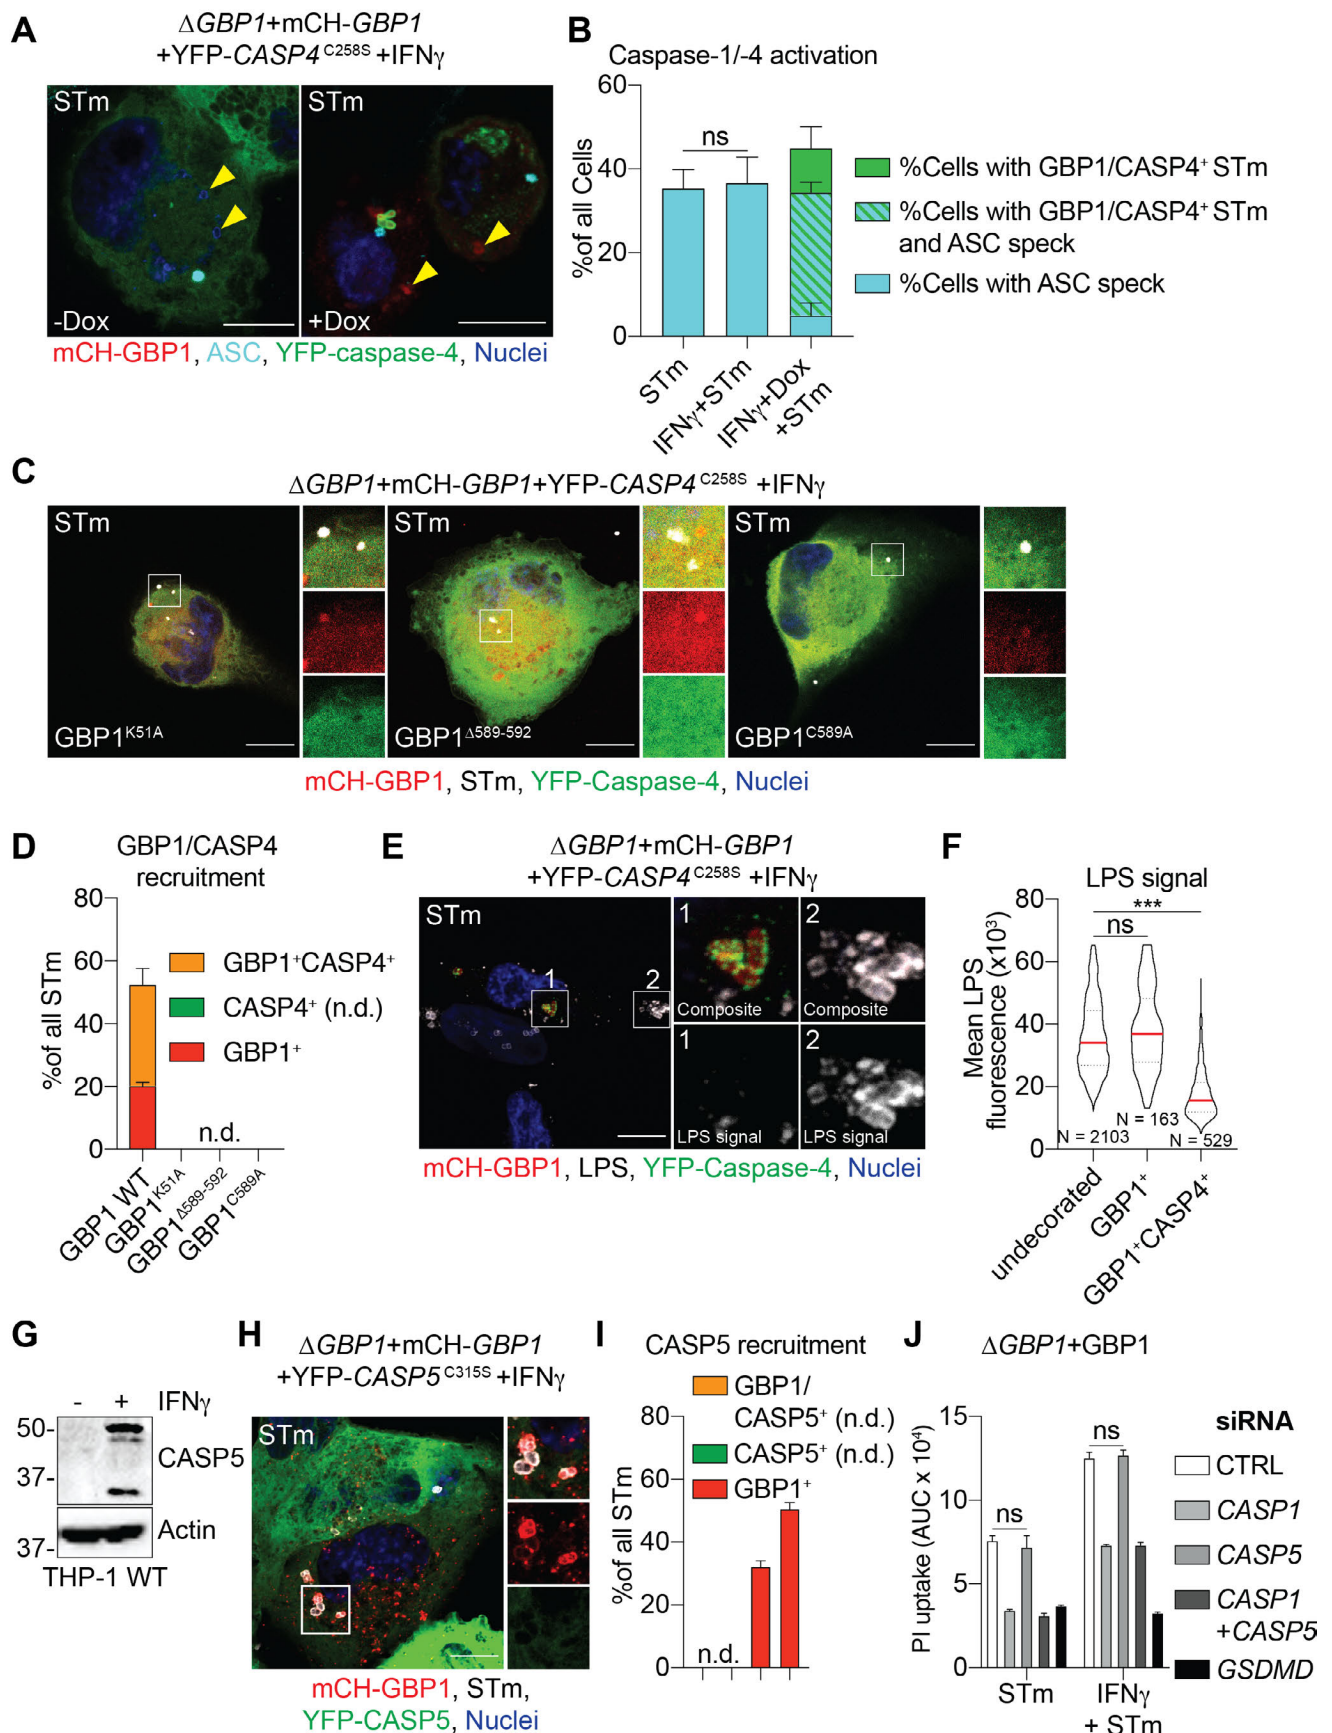 A
ΔGBP1+mCH-GBP1
+YFP-CASP4 C258S +IFNγ
STm
STm
-Dox
+Dox
mCH-GBP1, ASC, YFP-caspase-4, Nuclei
B
Caspase-1/-4 activation
%of all Cells
60
40
20
0
ns
STm
IFNγ+STm
IFNγ+Dox
+STm
%Cells with GBP1/CASP4+ STm
%Cells with GBP1/CASP4+ STm
and ASC speck
%Cells with ASC speck
C
ΔGBP1+mCH-GBP1+YFP-CASP4 C258S +IFNγ
STm
STm
STm
GBP1K51A
GBP1Δ589-592
GBP1C589A
mCH-GBP1, STm, YFP-Caspase-4, Nuclei
D
GBP1/CASP4
recruitment
%of all STm
80
60
40
20
0
GBP1+CASP4+
CASP4+ (n.d.)
GBP1+
n.d.
GBP1 WT
GBP1K51A
GBP1Δ589-592
GBP1C589A
E
ΔGBP1+mCH-GBP1
+YFP-CASP4 C258S +IFNγ
STm
1
2
1
2
Composite
Composite
1
2
LPS signal
LPS signal
mCH-GBP1, LPS, YFP-Caspase-4, Nuclei
F
LPS signal
Mean LPS
fluorescence (x10³)
80
60
40
20
0
***
ns
N = 2103
N = 163
N = 529
undecorated
GBP1+
GBP1+CASP4+
G
- + IFNγ
50-
37-
CASP5
37-
Actin
THP-1 WT
H
ΔGBP1+mCH-GBP1
+YFP-CASP5 C315S +IFNγ
STm
mCH-GBP1, STm,
YFP-CASP5, Nuclei
I
CASP5 recruitment
%of all STm
80
60
40
20
0
GBP1/
CASP5+ (n.d.)
CASP5+ (n.d.)
GBP1+
n.d.
J
ΔGBP1+GBP1
PI uptake (AUC x 10⁴)
15
10
5
0
ns
ns
STm
IFNγ
+ STm
siRNA
CTRL
CASP1
CASP5
CASP1
+CASP5
GSDMD